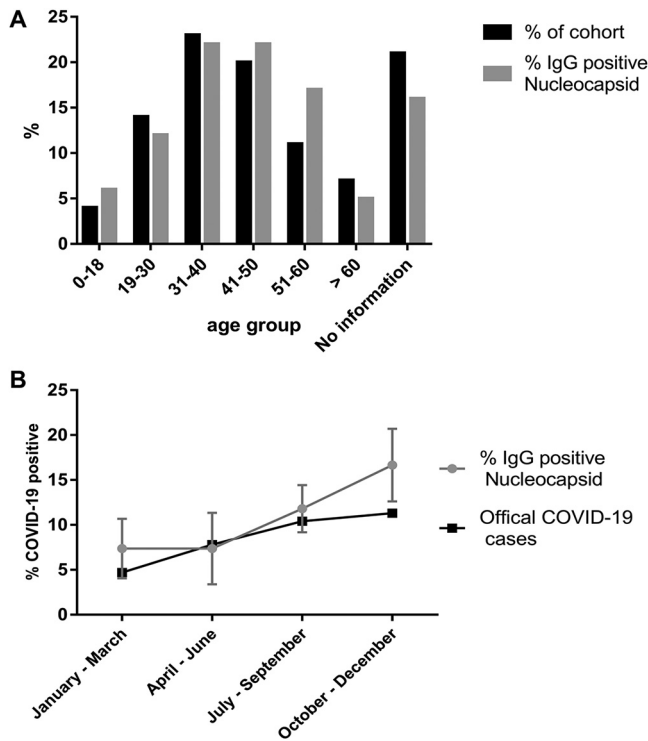 A
25
20
15
10
5
0
%
0-18
19-30
31-40
41-50
51-60
> 60
No information
age group
% of cohort
% IgG positive
Nucleocapsid
B
25
20
15
10
5
0
% COVID-19 positive
January - March
April - June
July - September
October - December
% IgG positive
Nucleocapsid
Offical COVID-19
cases